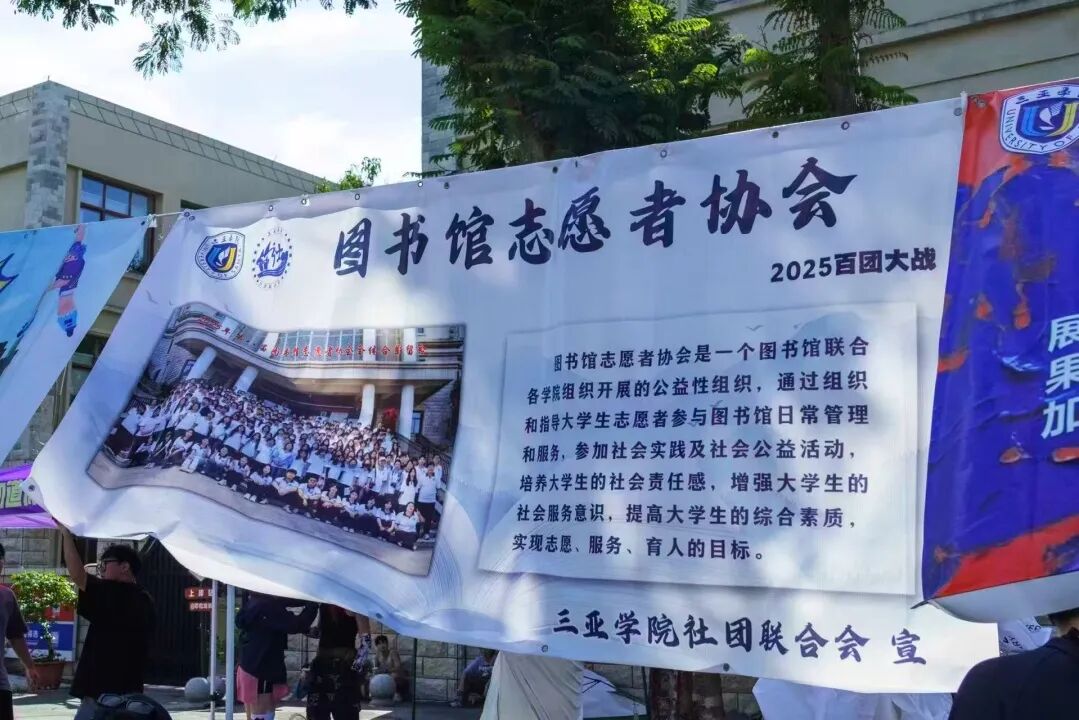 图书馆志愿者协会
2025百团大战
图书馆志愿者协会是一个图书馆联合
各学院组织开展的公益性组织，通过组织
和指导大学生志愿者参与图书馆日常管理
和服务，参加社会实践及社会公益活动，
培养大学生的社会责任感，增强大学生的
社会服务意识，提高大学生的综合素质，
实现志愿、服务、育人的目标。
三亚学院社团联合会 宣
三亚学
UNIVERSITY OF
展
果
加